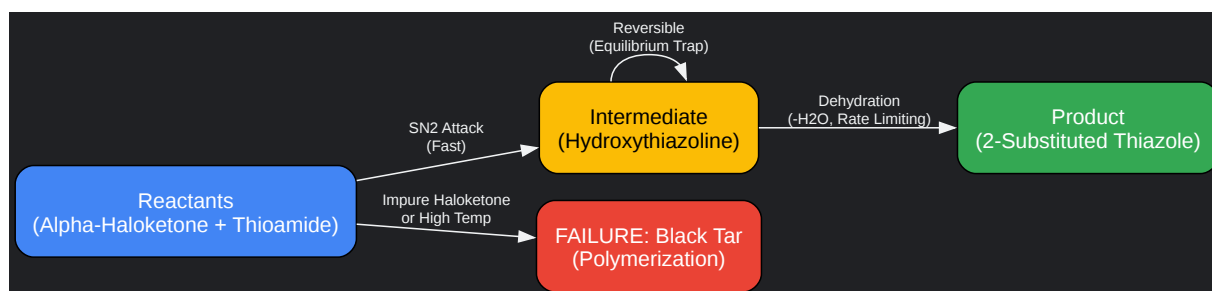 Reversible
(Equilibrium Trap)
Intermediate
(Hydroxythiazoline)
Dehydration
(-H2O, Rate Limiting)
Product
(2-Substituted Thiazole)
SN2 Attack
(Fast)
Reactants
(Alpha-Haloketone + Thioamide)
Impure Haloketone
or High Temp
FAILURE: Black Tar
(Polymerization)